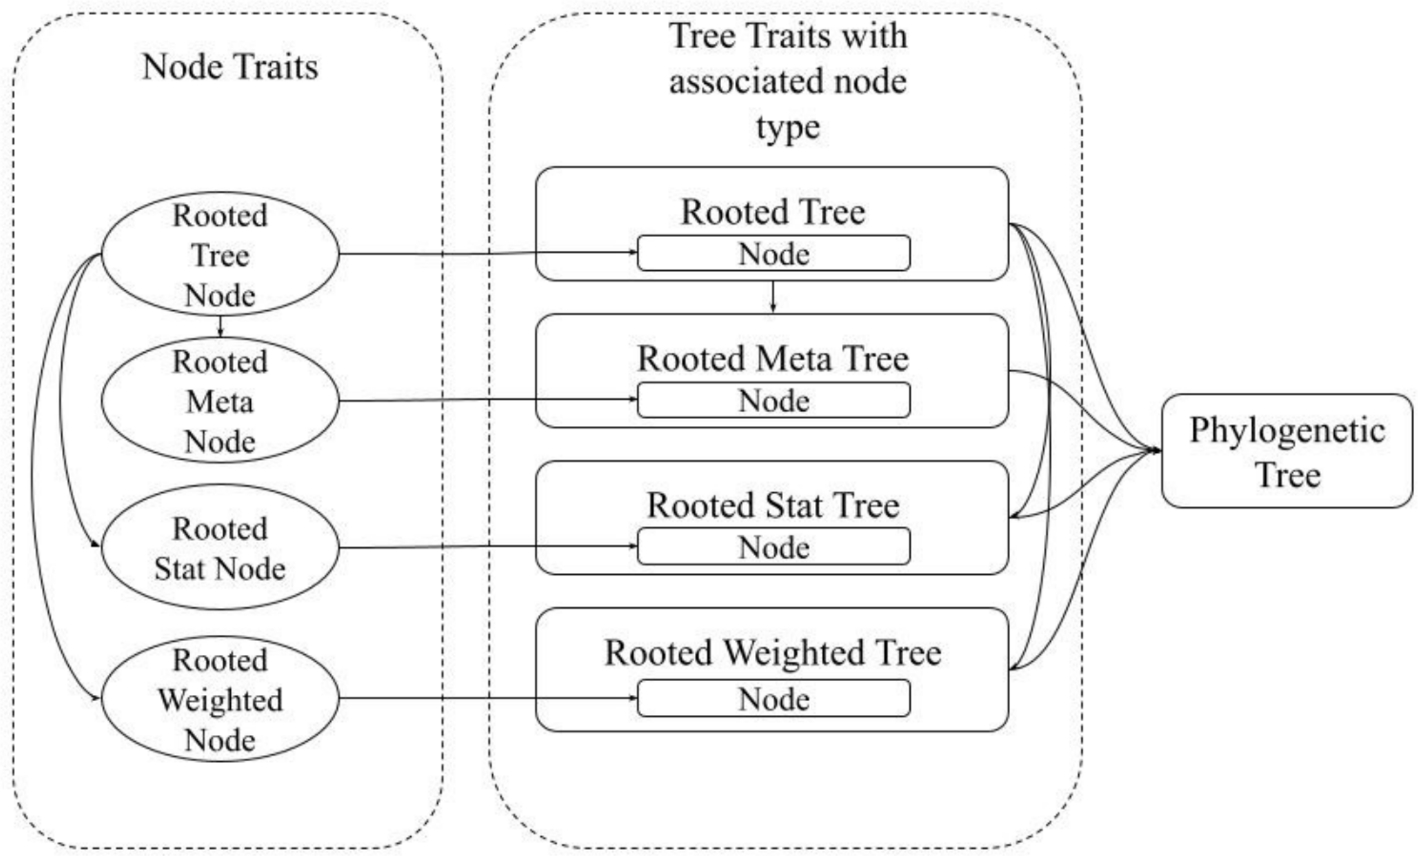 Node Traits
Rooted
Tree
Node
Rooted
Meta
Node
Rooted
Stat Node
Rooted
Weighted
Node
Tree Traits with
associated node
type
Rooted Tree
Node
Rooted Meta Tree
Node
Rooted Stat Tree
Node
Rooted Weighted Tree
Node
Phylogenetic
Tree